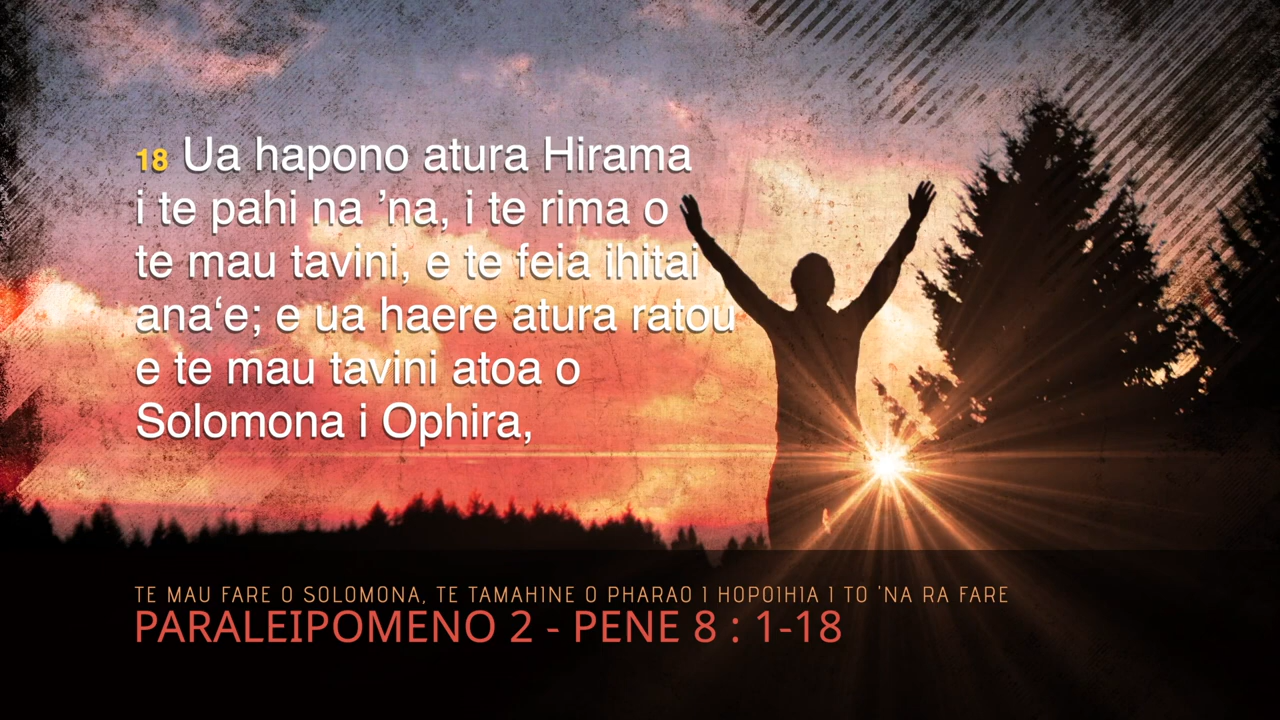 18 Ua hapono atura Hirama
i te pahi na ’na, i te rima o
te mau tavini, e te feia ihitai
ana‘e; e ua haere atura ratou
e te mau tavini atoa o
Solomona i Ophira,
TE MAU FARE O SOLOMONA, TE TAMAHINE O PHARAO I HOPOIHIA I TO 'NA RA FARE
PARALEIPOMENO 2 - PENE 8 : 1-18